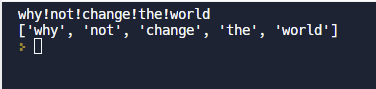 why!not!change!the!world
['why', 'not', 'change', 'the', 'world']
>